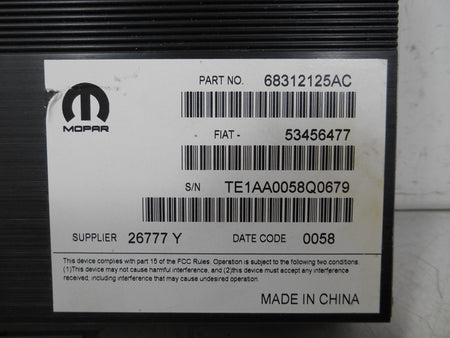 MOPAR
PART NO. 68312125AC
- FIAT - 53456477
S/N TE1AA0058Q0679
SUPPLIER 26777 Y DATE CODE 0058
This device complies with part 15 of the FCC Rules. Operation is subject to the following two conditions.
(1)This device may not cause harmful interference, and (2)this device must accept any interference
received, including interference that may cause undesired operation.
MADE IN CHINA